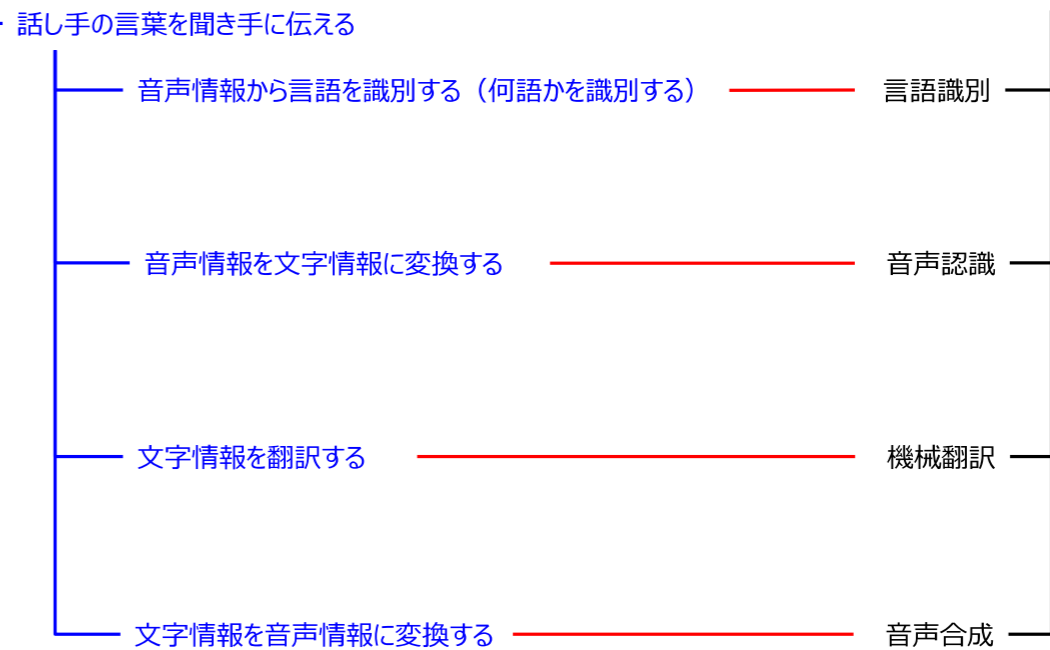 話し手の言葉を聞き手に伝える
音声情報から言語を識別する（何語かを識別する） 言語識別
音声情報を文字情報に変換する 音声認識
文字情報を翻訳する 機械翻訳
文字情報を音声情報に変換する 音声合成